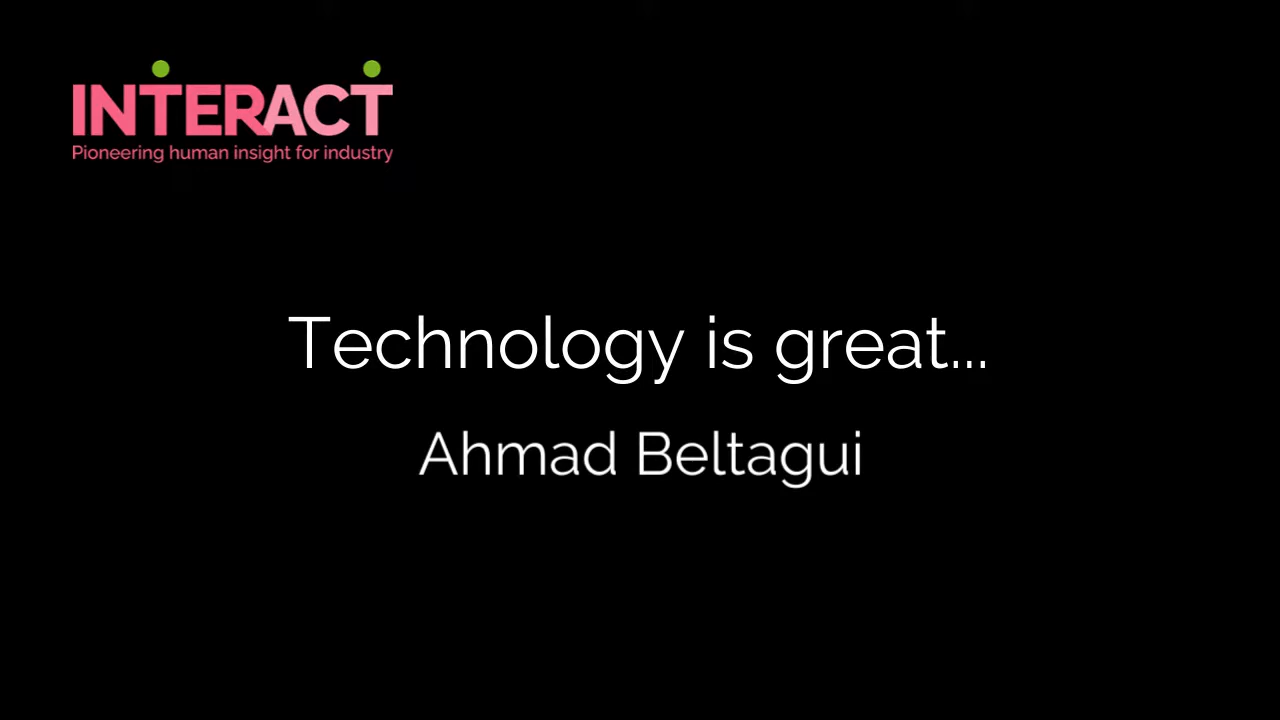 INTERACT
Pioneering human insight for industry
Technology is great...
Ahmad Beltagui